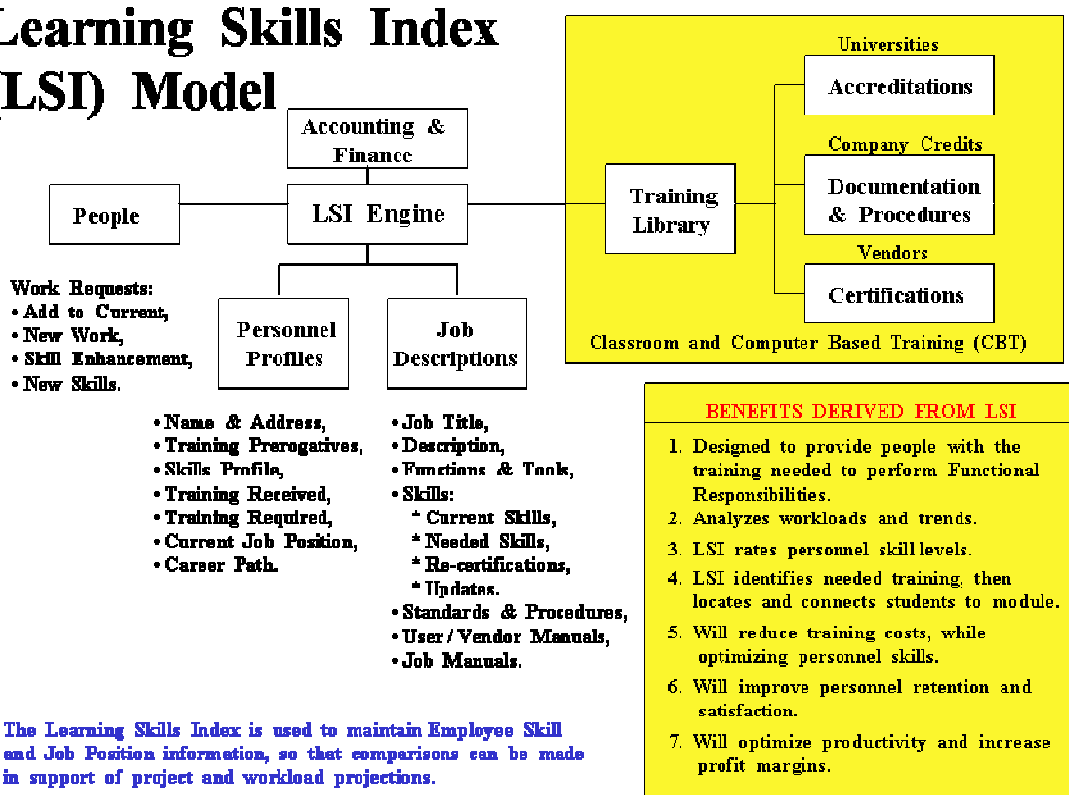 Learning Skills Index
(LSI) Model
Accounting &
Finance
People
LSI Engine
Work Requests:
• Add to Current,
• New Work,
• Skill Enhancement,
• New Skills.
Personnel
Profiles
Job
Descriptions
• Name & Address,
• Training Prerogatives,
• Skills Profile,
• Training Received,
• Training Required,
• Current Job Position,
• Career Path.
• Job Title,
• Description,
• Functions & Tools,
• Skills:
* Current Skills,
* Needed Skills,
* Re-certifications,
* Updates.
• Standards & Procedures,
• User / Vendor Manuals,
• Job Manuals.
Training
Library
Universities
Accreditations
Company Credits
Documentation
& Procedures
Vendors
Certifications
Classroom and Computer Based Training (CBT)
BENEFITS DERIVED FROM LSI
1. Designed to provide people with the
training needed to perform Functional
Responsibilities.
2. Analyzes workloads and trends.
3. LSI rates personnel skill levels.
4. LSI identifies needed training, then
locates and connects students to module.
5. Will reduce training costs, while
optimizing personnel skills.
6. Will improve personnel retention and
satisfaction.
7. Will optimize productivity and increase
profit margins.
The Learning Skills Index is used to maintain Employee Skill
and Job Position information, so that comparisons can be made
in support of project and workload projections.